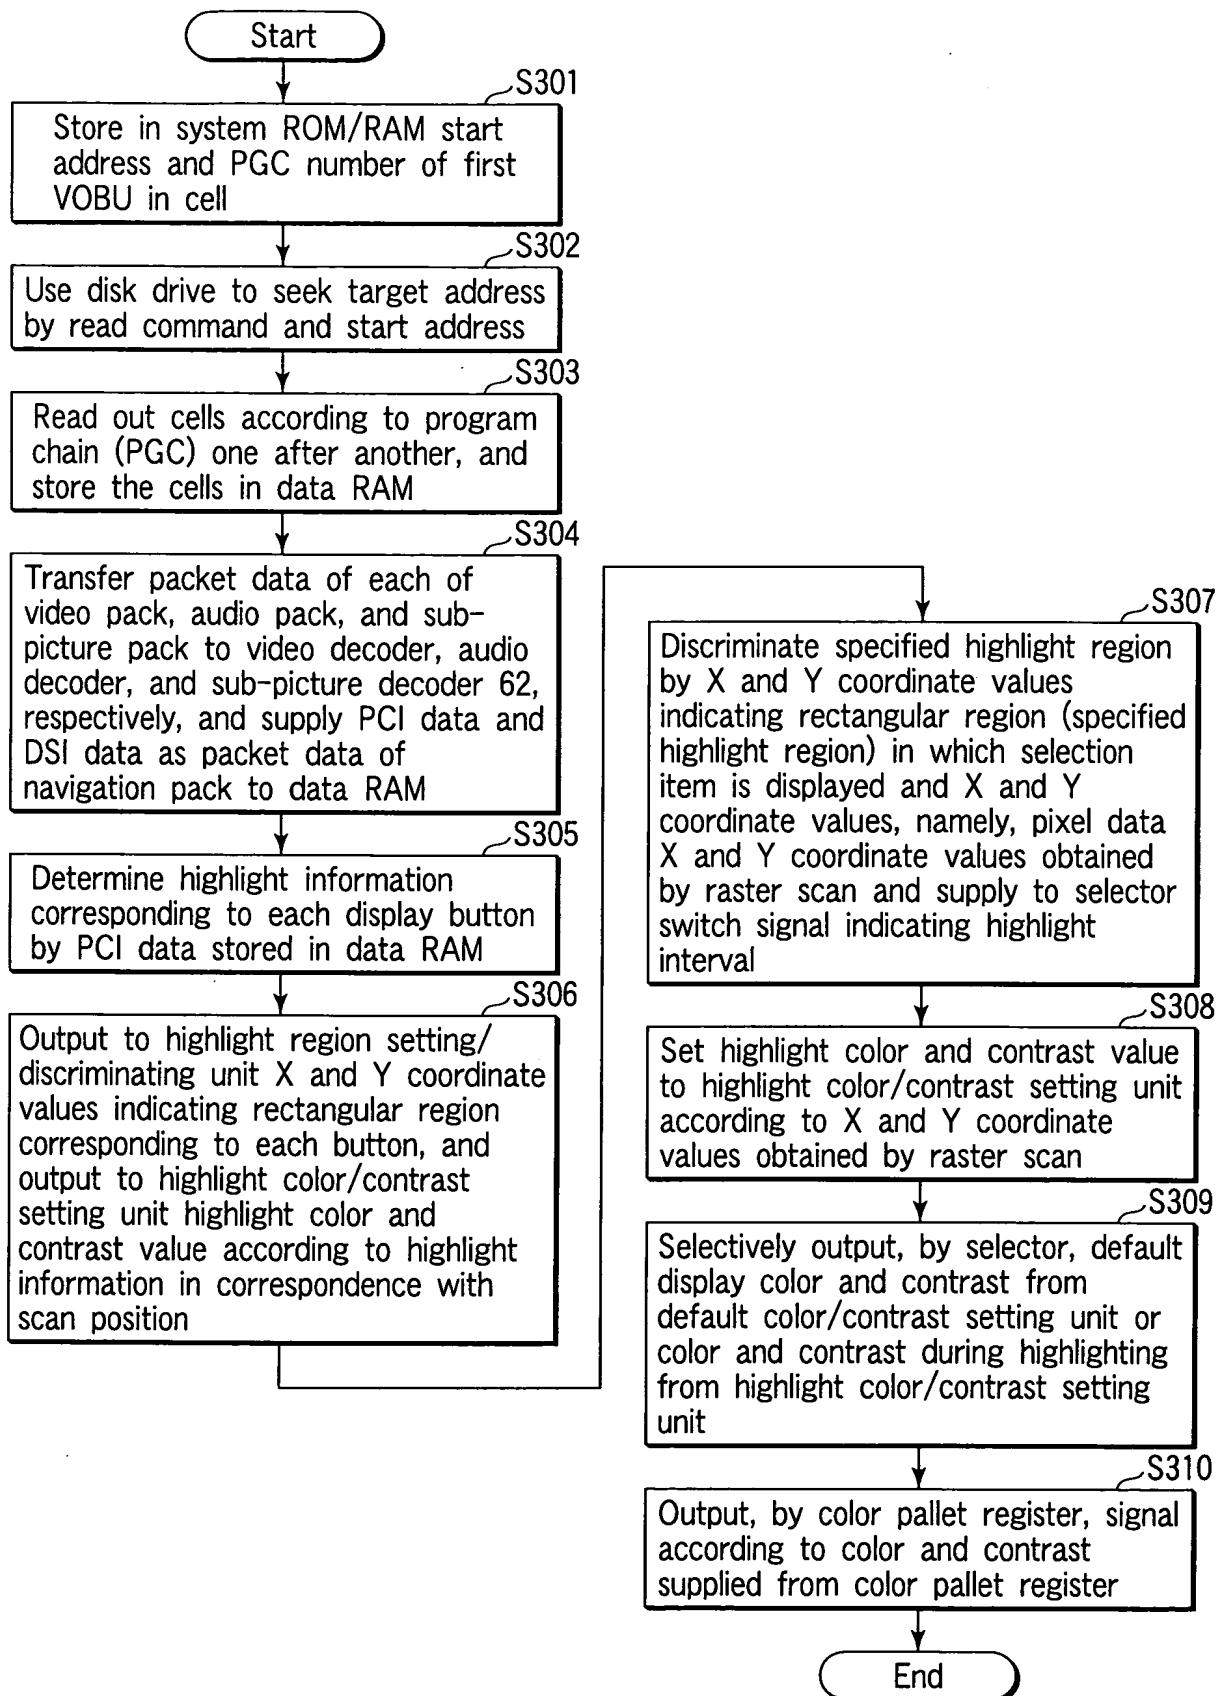 Start
S301
Store in system ROM/RAM start
address and PGC number of first
VOBU in cell
S302
Use disk drive to seek target address
by read command and start address
S303
Read out cells according to program
chain (PGC) one after another, and
store the cells in data RAM
S304
Transfer packet data of each of
video pack, audio pack, and sub-
picture pack to video decoder, audio
decoder, and sub-picture decoder 62,
respectively, and supply PCI data and
DSI data as packet data of
navigation pack to data RAM
S305
Determine highlight information
corresponding to each display button
by PCI data stored in data RAM
S306
Output to highlight region setting/
discriminating unit X and Y coordinate
values indicating rectangular region
corresponding to each button, and
output to highlight color/contrast
setting unit highlight color and
contrast value according to highlight
information in correspondence with
scan position
S307
Discriminate specified highlight region
by X and Y coordinate values
indicating rectangular region (specified
highlight region) in which selection
item is displayed and X and Y
coordinate values, namely, pixel data
X and Y coordinate values obtained
by raster scan and supply to selector
switch signal indicating highlight
interval
S308
Set highlight color and contrast value
to highlight color/contrast setting unit
according to X and Y coordinate
values obtained by raster scan
S309
Selectively output, by selector, default
display color and contrast from
default color/contrast setting unit or
color and contrast during highlighting
from highlight color/contrast setting
unit
S310
Output, by color pallet register, signal
according to color and contrast
supplied from color pallet register
End